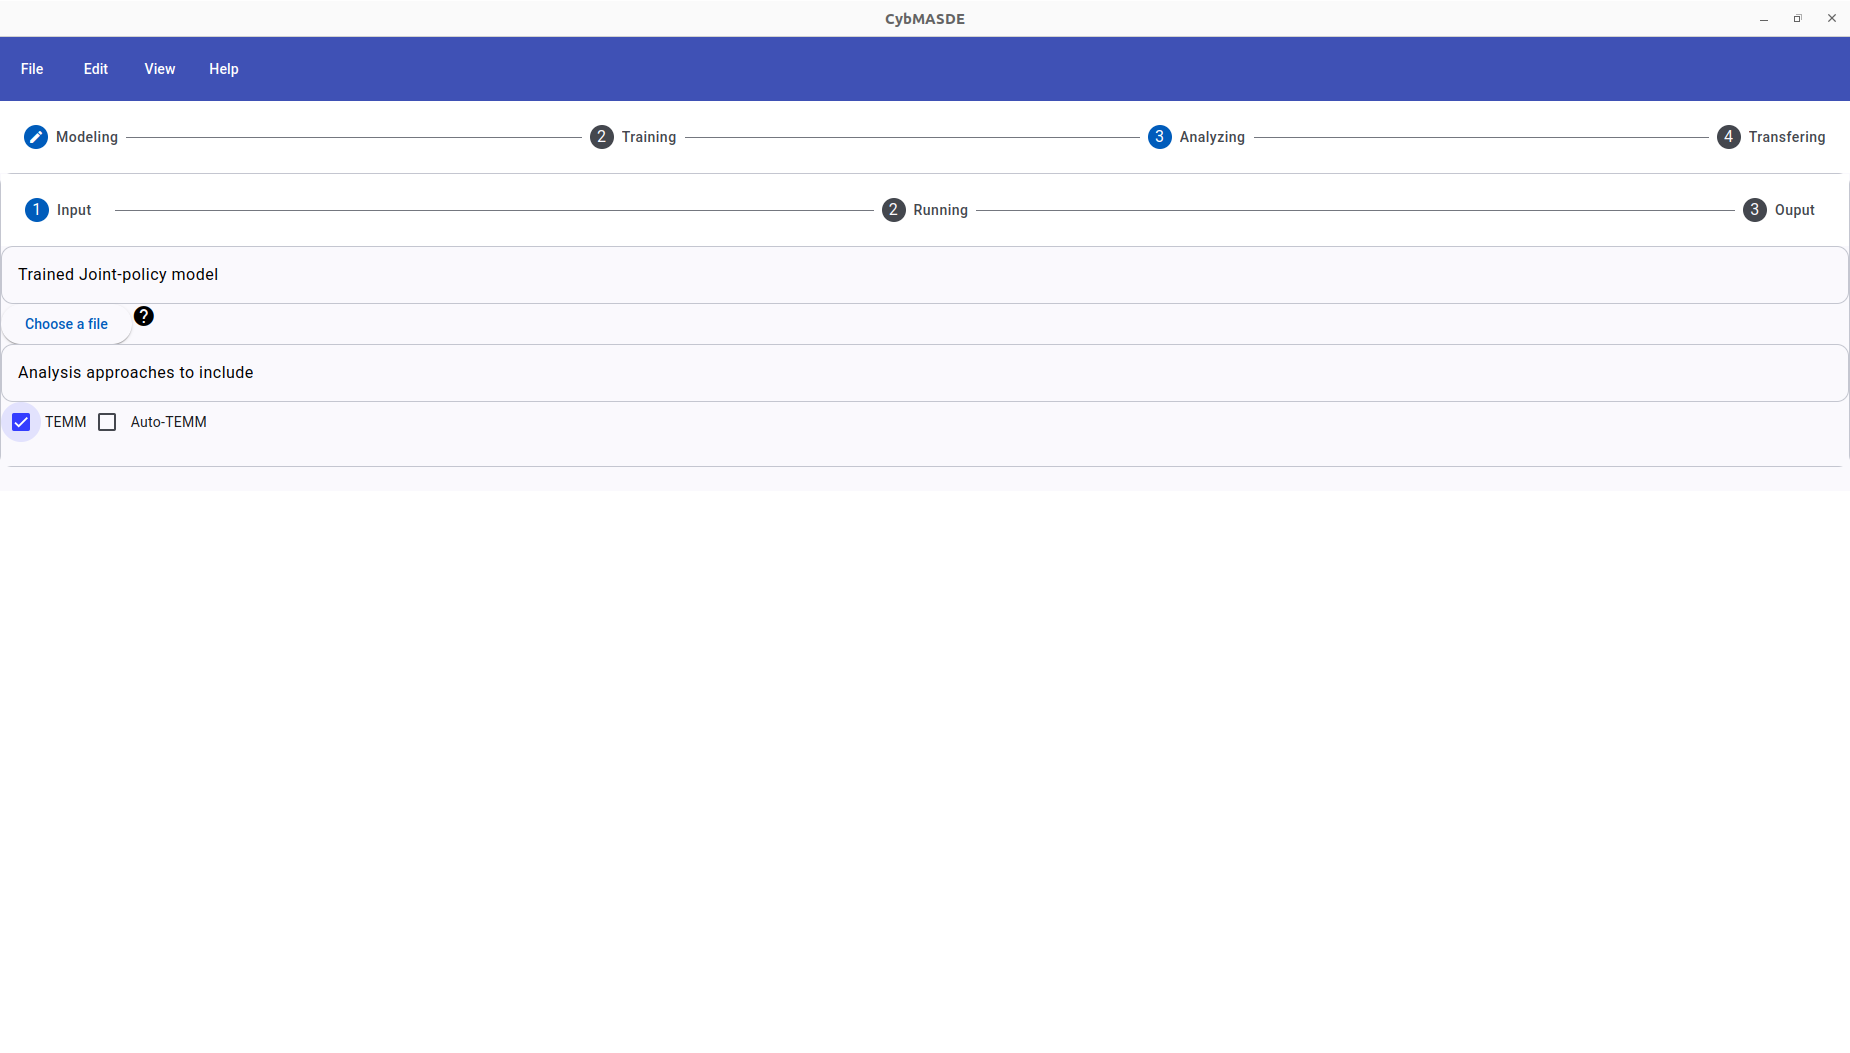 CybMASDE
File Edit View Help
Modeling 2 Training 3 Analyzing 4 Transfering
1 Input 2 Running 3 Ouput
Trained Joint-policy model
Choose a file ?
Analysis approaches to include
TEMM Auto-TEMM